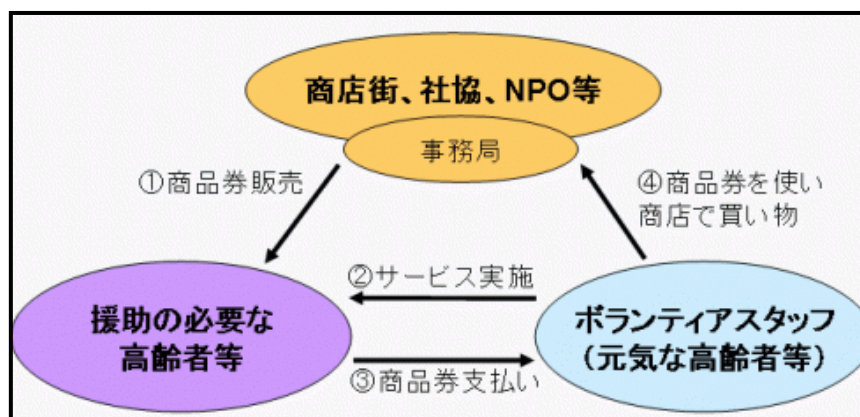 商店街、社協、NPO等
事務局
①商品券販売
④商品券を使い
商店で買い物
②サービス実施
援助の必要な
高齢者等
ボランティアスタッフ
(元気な高齢者等)
③商品券支払い